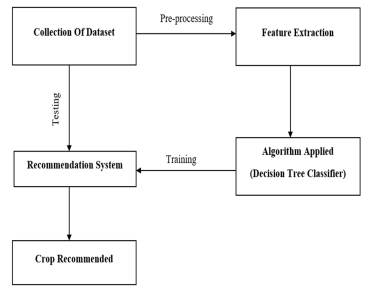 Collection Of Dataset
Pre-processing
Feature Extraction
Testing
Recommendation System
Training
Algorithm Applied
(Decision Tree Classifier)
Crop Recommended